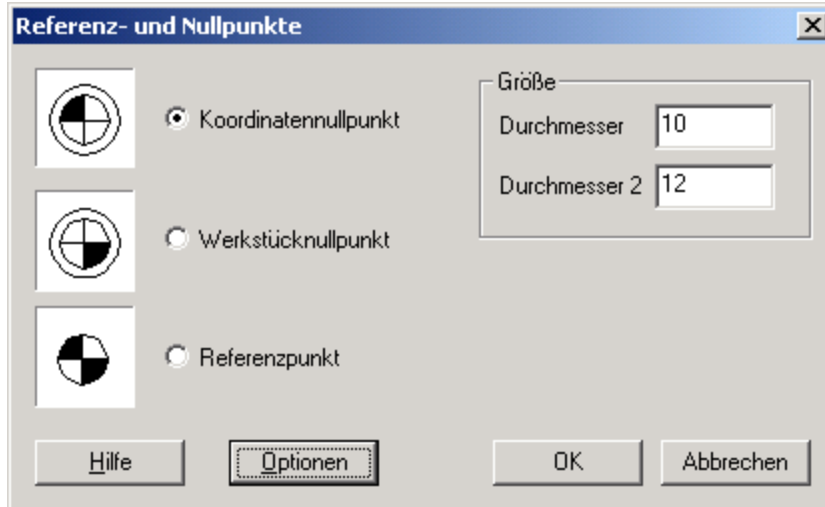 Referenz- und Nullpunkte
Koordinatennullpunkt
Werkstücknullpunkt
Referenzpunkt
Größe
Durchmesser 10
Durchmesser 2 12
Hilfe Optionen OK Abbrechen